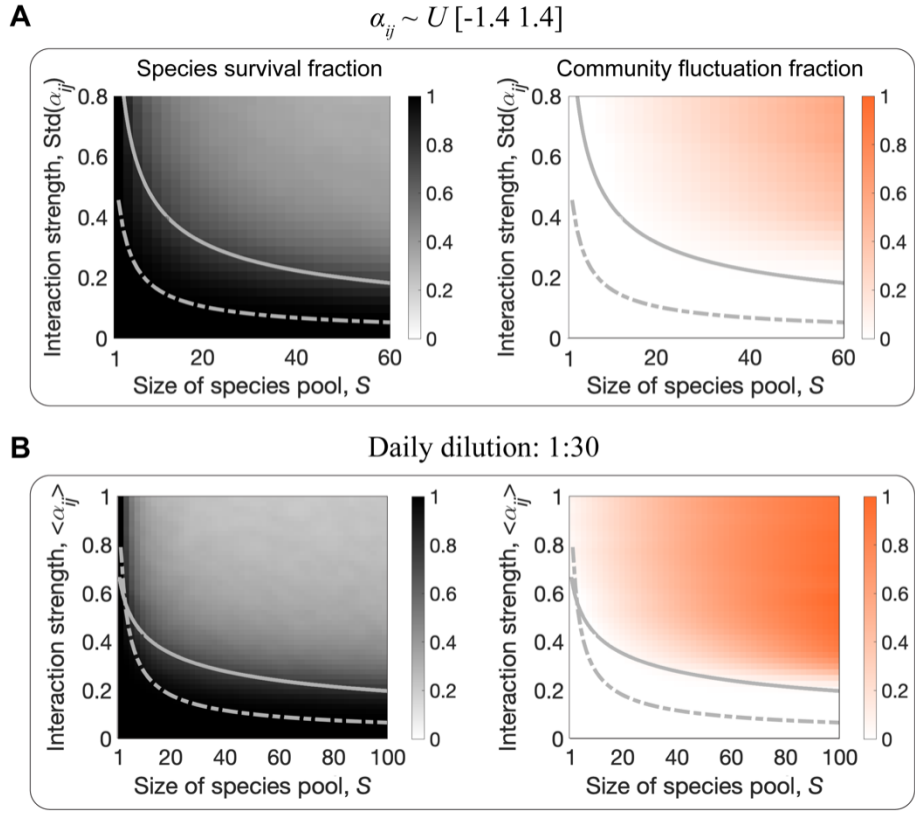 A
αij ~ U [-1.4 1.4]
Species survival fraction
Community fluctuation fraction
Interaction strength, Std(αij)
0.8
0.6
0.4
0.2
0
1 20 40 60
Size of species pool, S
1
0.8
0.6
0.4
0.2
0
Interaction strength, Std(αij)
0.8
0.6
0.4
0.2
0
1 20 40 60
Size of species pool, S
1
0.8
0.6
0.4
0.2
0
B
Daily dilution: 1:30
Interaction strength, <αij>
1
0.8
0.6
0.4
0.2
0
1 20 40 60 80 100
Size of species pool, S
1
0.8
0.6
0.4
0.2
0
Interaction strength, <αij>
1
0.8
0.6
0.4
0.2
0
1 20 40 60 80 100
Size of species pool, S
1
0.8
0.6
0.4
0.2
0